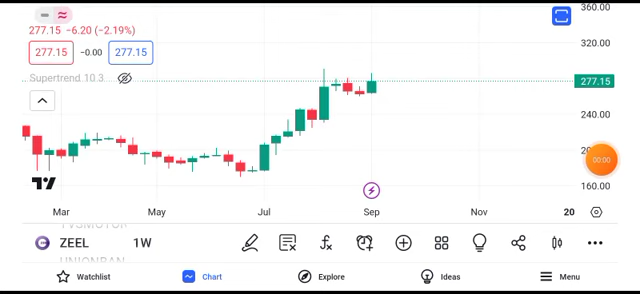 360.00
277.15 −6.20 (−2.19%)
277.15 −0.00 277.15
320.00
Supertrend 10 3
277.15
240.00
00:00
160.00
Mar May Jul Sep Nov 20
ZEEL 1W
UNIONBAN
Watchlist Chart Explore Ideas Menu